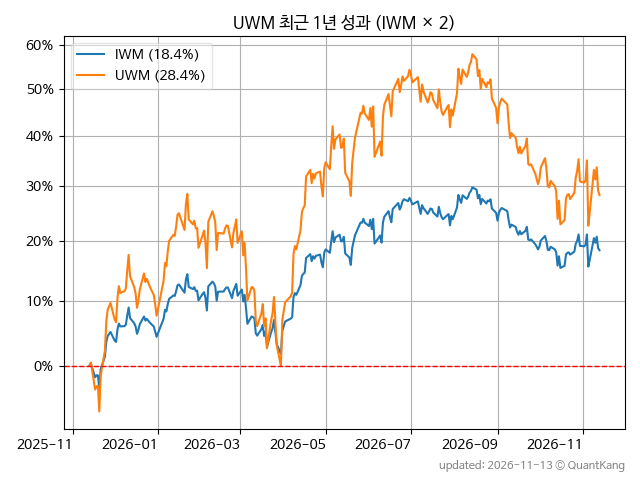 UWM 최근 1년 성과 (IWM × 2)
IWM (18.4%)
UWM (28.4%)
60%
50%
40%
30%
20%
10%
0%
2025-11 2026-01 2026-03 2026-05 2026-07 2026-09 2026-11
updated: 2026-11-13 © QuantKang